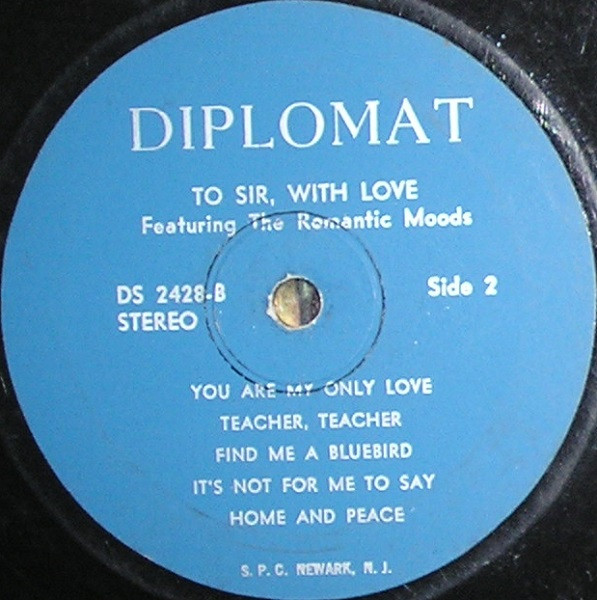 DIPLOMAT
TO SIR, WITH LOVE
Featuring The Romantic Moods
DS 2428-B Side 2
STEREO
YOU ARE MY ONLY LOVE
TEACHER, TEACHER
FIND ME A BLUEBIRD
IT'S NOT FOR ME TO SAY
HOME AND PEACE
S. P. C. NEWARK, N. J.